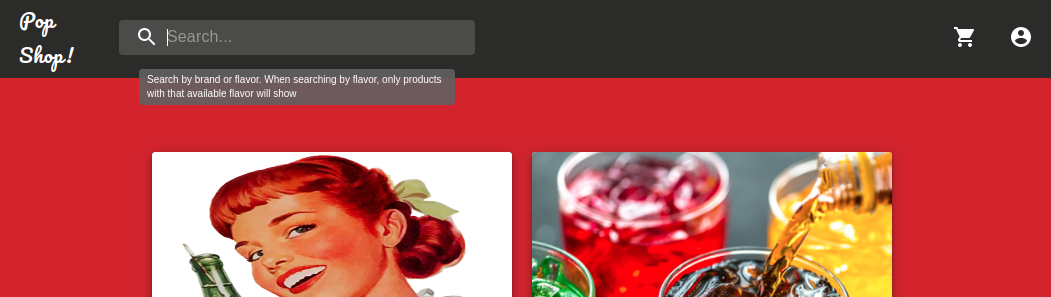 Pop
Shop!
Search...
Search by brand or flavor. When searching by flavor, only products
with that available flavor will show